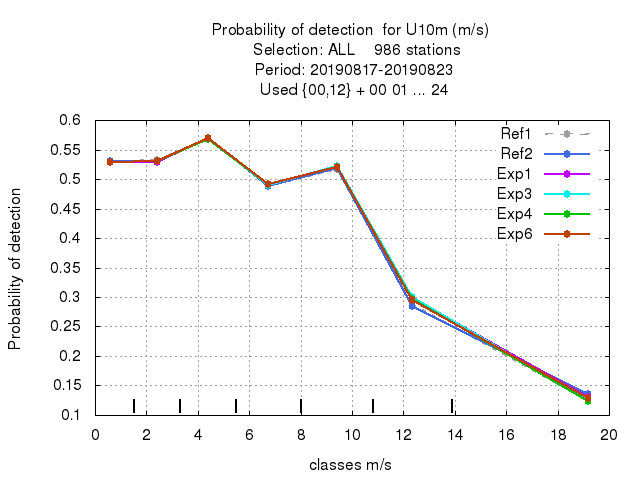 Probability of detection  for U10m (m/s)
Selection: ALL    986 stations
Period: 20190817-20190823
Used {00,12} + 00 01 ... 24
Probability of detection
0.6
0.55
0.5
0.45
0.4
0.35
0.3
0.25
0.2
0.15
0.1
Ref1
Ref2
Exp1
Exp3
Exp4
Exp6
0 2 4 6 8 10 12 14 16 18 20
classes m/s